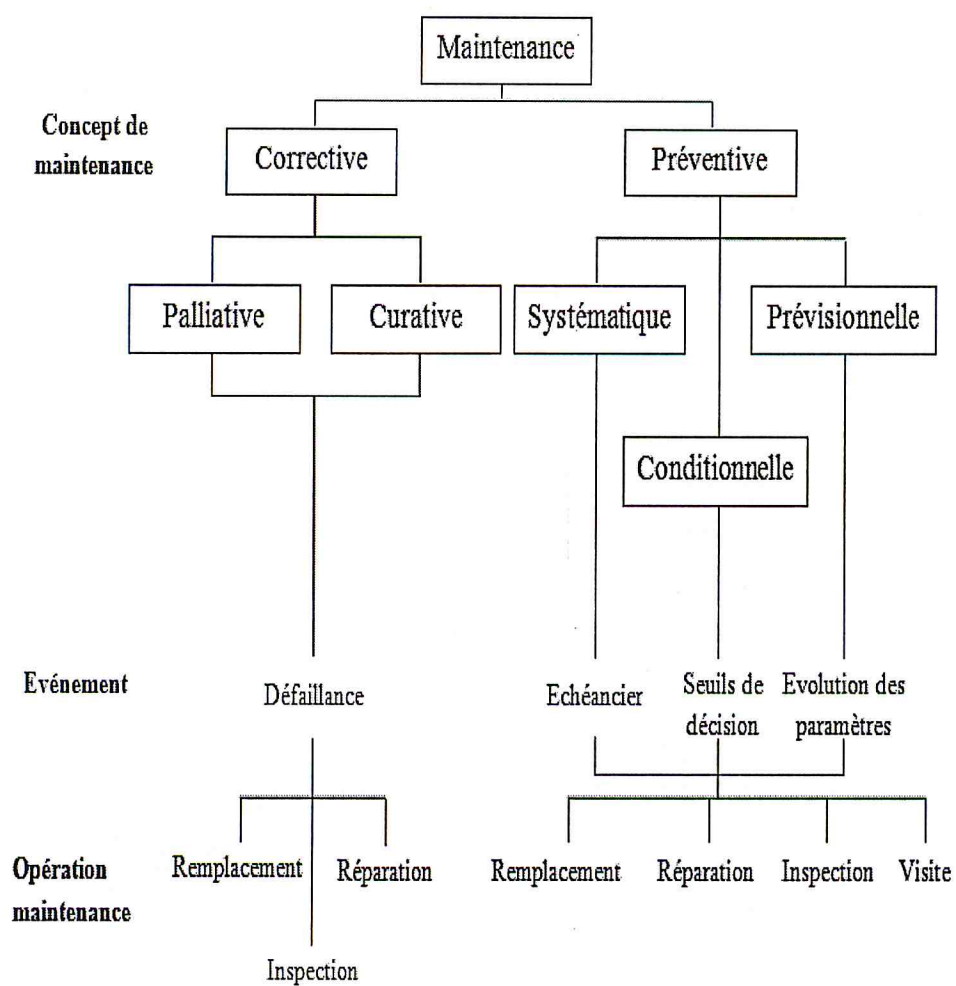 Maintenance
Concept de
maintenance
Corrective
Préventive
Palliative
Curative
Systématique
Prévisionnelle
Conditionnelle
Evénement
Défaillance
Echéancier
Seuils de
décision
Evolution des
paramètres
Opération
maintenance
Remplacement
Réparation
Inspection
Remplacement
Réparation
Inspection
Visite